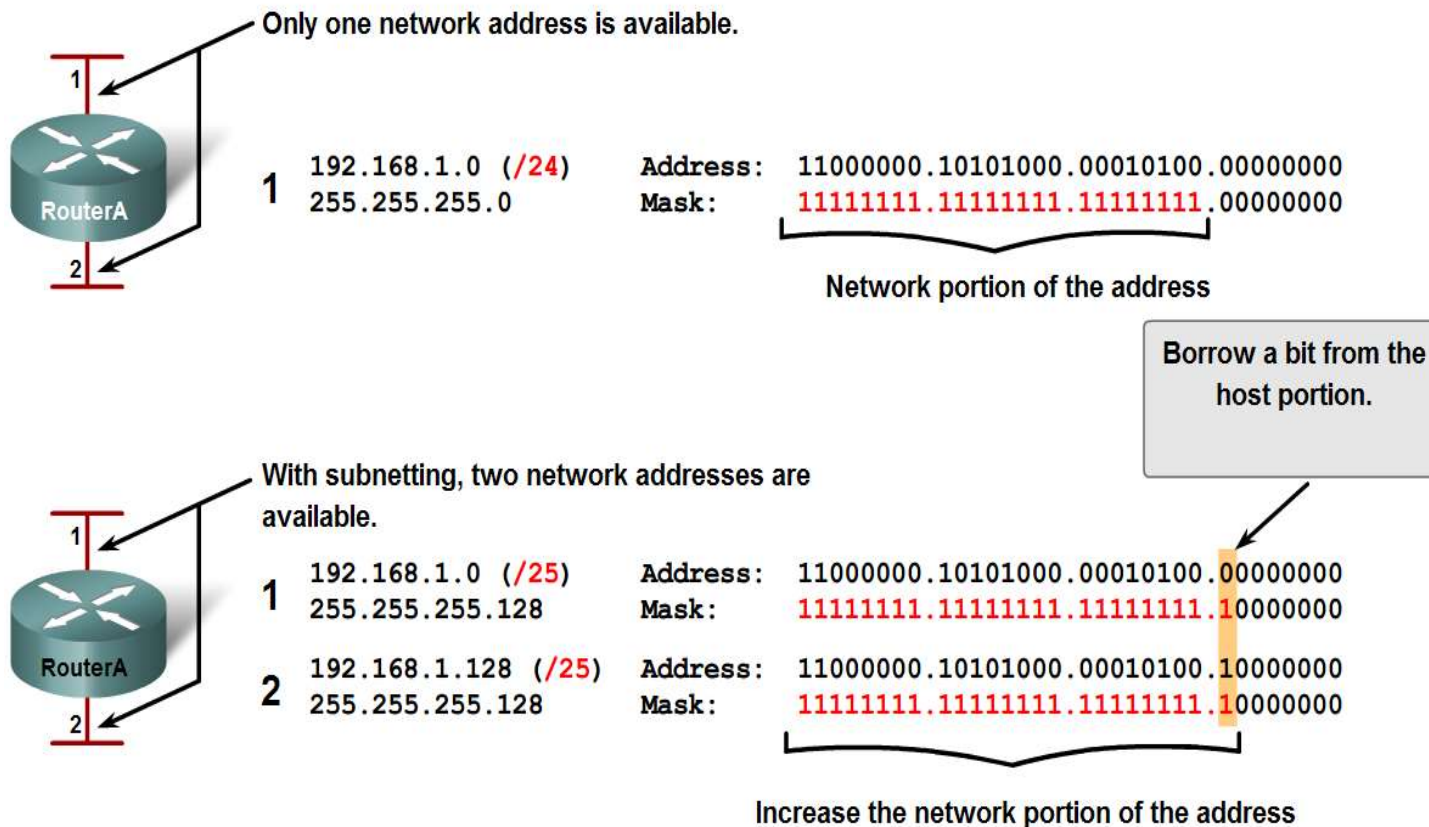 Only one network address is available.
1
RouterA
2
1
192.168.1.0 (/24) Address: 11000000.10101000.00010100.00000000
255.255.255.0 Mask: 11111111.11111111.11111111.00000000
Network portion of the address
Borrow a bit from the
host portion.
With subnetting, two network addresses are
available.
1
RouterA
2
1
192.168.1.0 (/25) Address: 11000000.10101000.00010100.00000000
255.255.255.128 Mask: 11111111.11111111.11111111.10000000
2
192.168.1.128 (/25) Address: 11000000.10101000.00010100.10000000
255.255.255.128 Mask: 11111111.11111111.11111111.10000000
Increase the network portion of the address